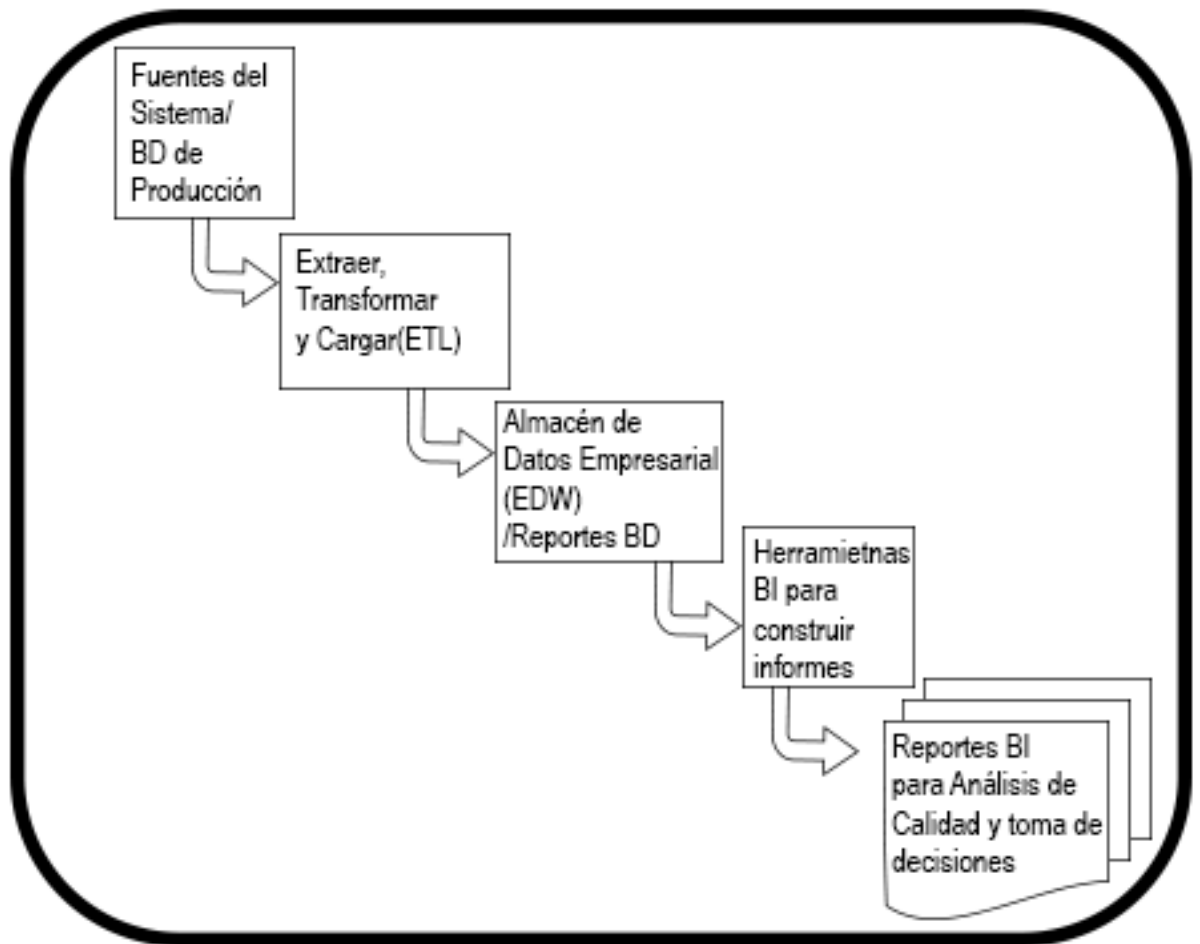 Fuentes del
Sistema/
BD de
Producción
Extraer,
Transformar
y Cargar(ETL)
Almacén de
Datos Empresarial
(EDW)
/Reportes BD
Herramietnas
BI para
construir
informes
Reportes BI
para Análisis de
Calidad y toma de
decisiones